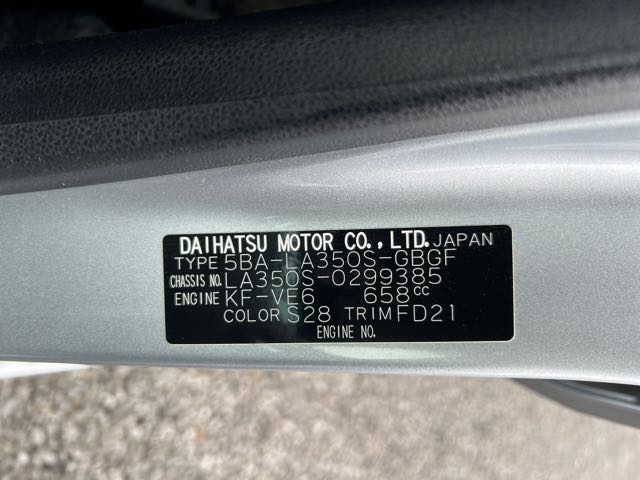 DAIHATSU MOTOR CO., LTD. JAPAN
TYPE 5BA-LA350S-GBGF
CHASSIS NO. LA350S-0299385
ENGINE KF-VE6 658cc
COLOR S28 TRIM FD21
ENGINE NO.